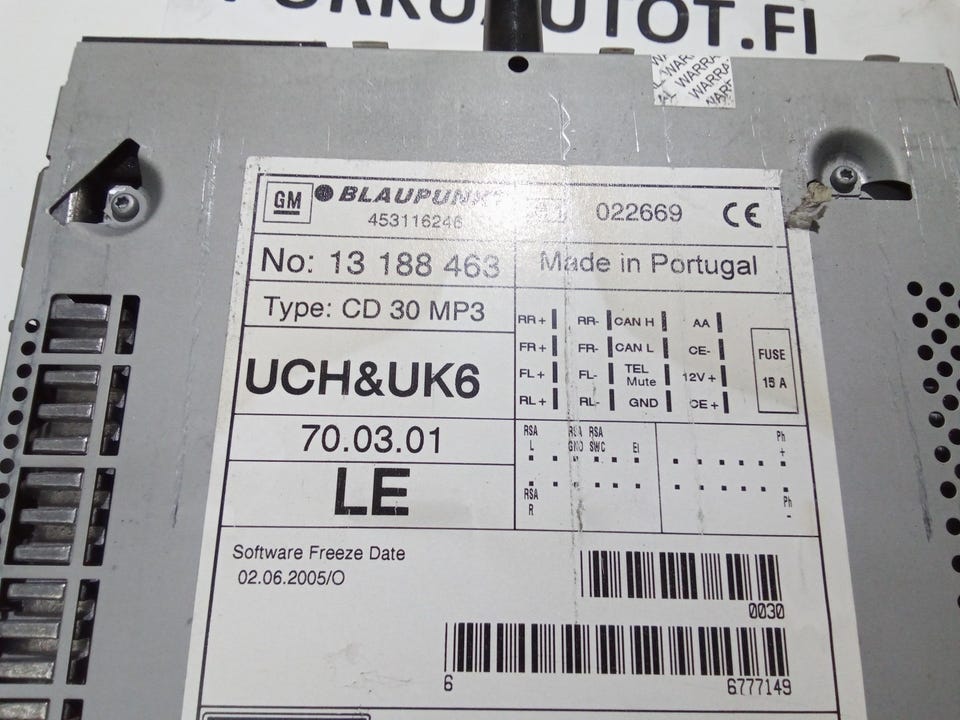 PURKUAUTOT.FI
WARRA
WARRA
WARRA
GM BLAUPUNKT
453116246
022669 CE
No: 13 188 463
Made in Portugal
Type: CD 30 MP3
UCH&UK6
70.03.01
LE
RR+ RR- CAN H AA
FR+ FR- CAN L CE-
FL+ FL- TEL Mute 12V+
RL+ RL- GND CE+
FUSE
15 A
RSA L RSA GND RSA SWC EI Ph +
RSA R Ph -
Software Freeze Date
02.06.2005/O
0030
6 6777149